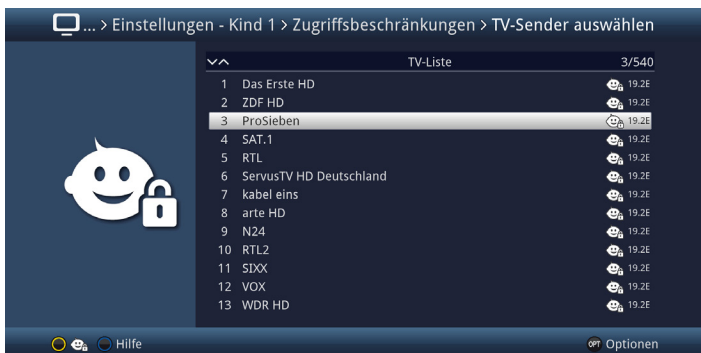 ... > Einstellungen - Kind 1 > Zugriffsbeschränkungen > TV-Sender auswählen
TV-Liste 3/540
1 Das Erste HD 19.2E
2 ZDF HD 19.2E
3 ProSieben 19.2E
4 SAT.1 19.2E
5 RTL 19.2E
6 ServusTV HD Deutschland 19.2E
7 kabel eins 19.2E
8 arte HD 19.2E
9 N24 19.2E
10 RTL2 19.2E
11 SIXX 19.2E
12 VOX 19.2E
13 WDR HD 19.2E
Hilfe OPT Optionen